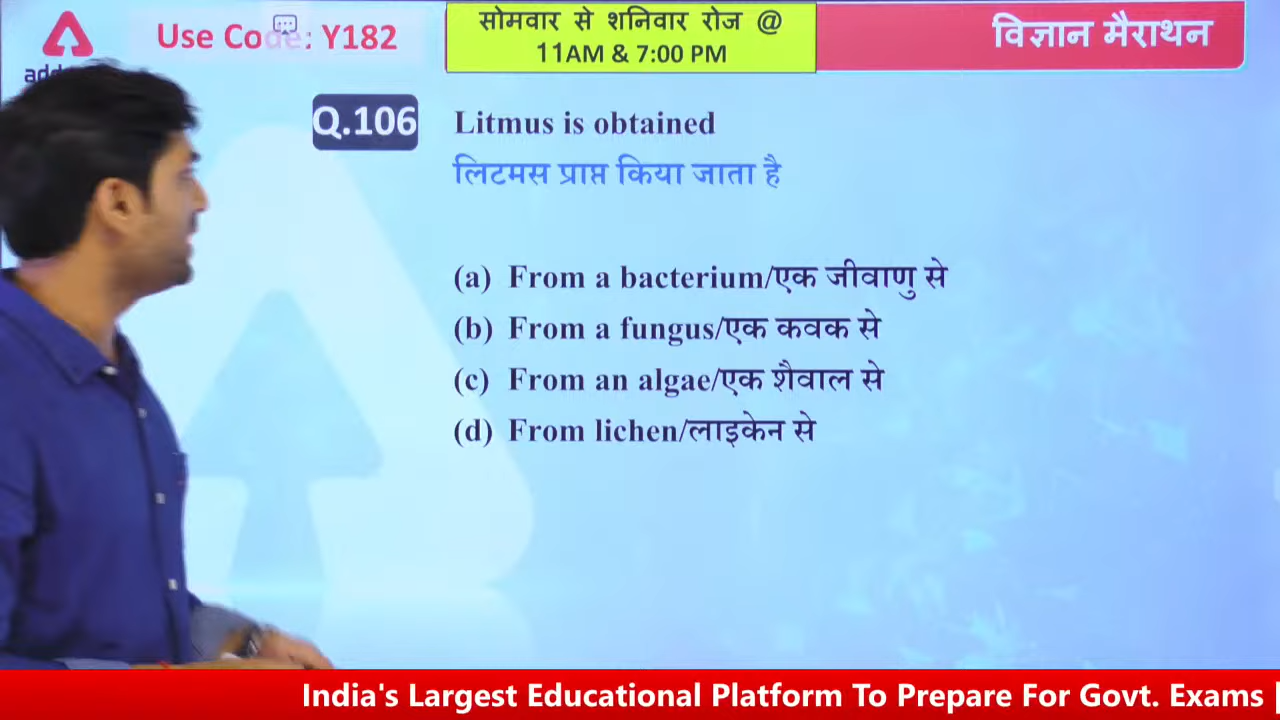 Use Code: Y182
सोमवार से शनिवार रोज @
11AM & 7:00 PM
विज्ञान मैराथन
Q.106 Litmus is obtained
लिटमस प्राप्त किया जाता है
(a) From a bacterium/एक जीवाणु से
(b) From a fungus/एक कवक से
(c) From an algae/एक शैवाल से
(d) From lichen/लाइकेन से
India's Largest Educational Platform To Prepare For Govt. Exams